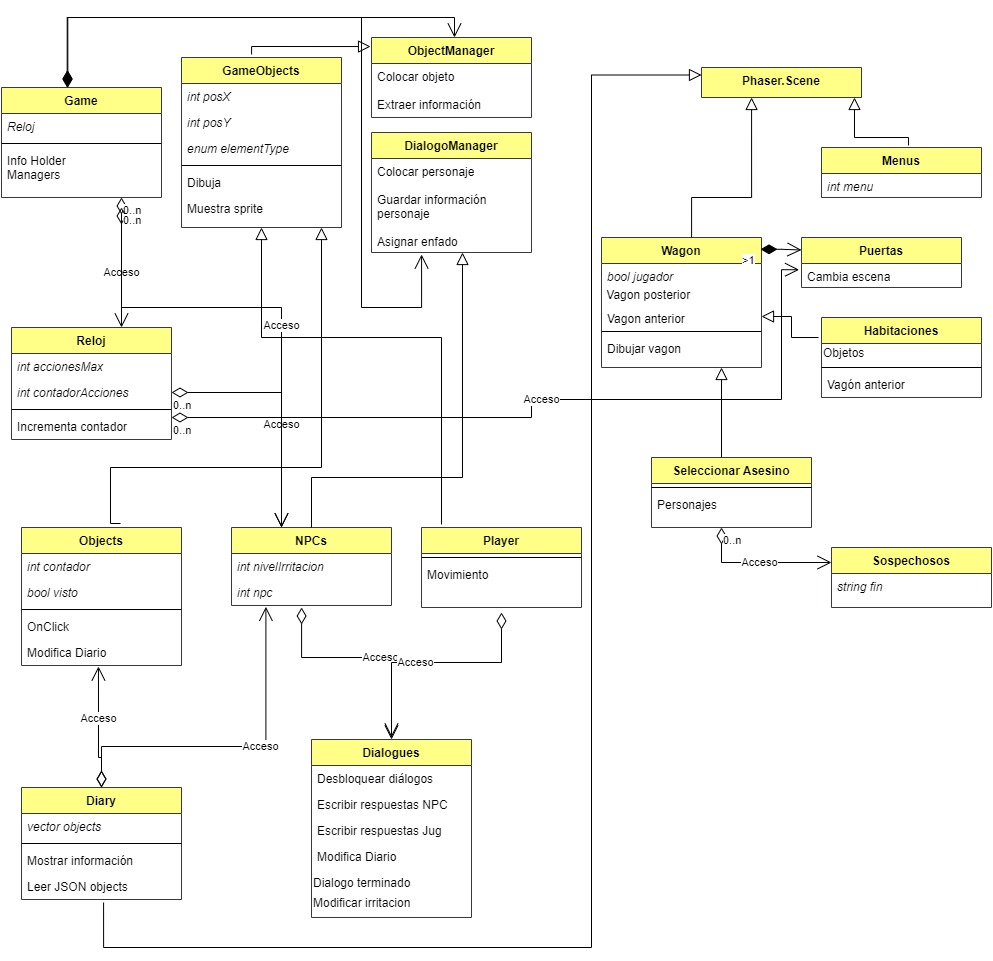 Game
Reloj
Info Holder
Managers
0..n
0..n
Acceso
GameObjects
int posX
int posY
enum elementType
Dibuja
Muestra sprite
ObjectManager
Colocar objeto
Extraer información
DialogoManager
Colocar personaje
Guardar información
personaje
Asignar enfado
Phaser.Scene
Menus
int menu
Wagon
>1
bool jugador
Vagon posterior
Vagon anterior
Dibujar vagon
Puertas
Cambia escena
Habitaciones
Objetos
Vagón anterior
Acceso
Reloj
int accionesMax
int contadorAcciones
Incrementa contador
0..n
0..n
Acceso
Acceso
Seleccionar Asesino
Personajes
0..n
Acceso
Sospechosos
string fin
Objects
int contador
bool visto
OnClick
Modifica Diario
NPCs
int nivelIrritacion
int npc
Player
Movimiento
Acceso
Acceso
Acceso
Acceso
Diary
vector objects
Mostrar información
Leer JSON objects
Dialogues
Desbloquear diálogos
Escribir respuestas NPC
Escribir respuestas Jug
Modifica Diario
Dialogo terminado
Modificar irritacion